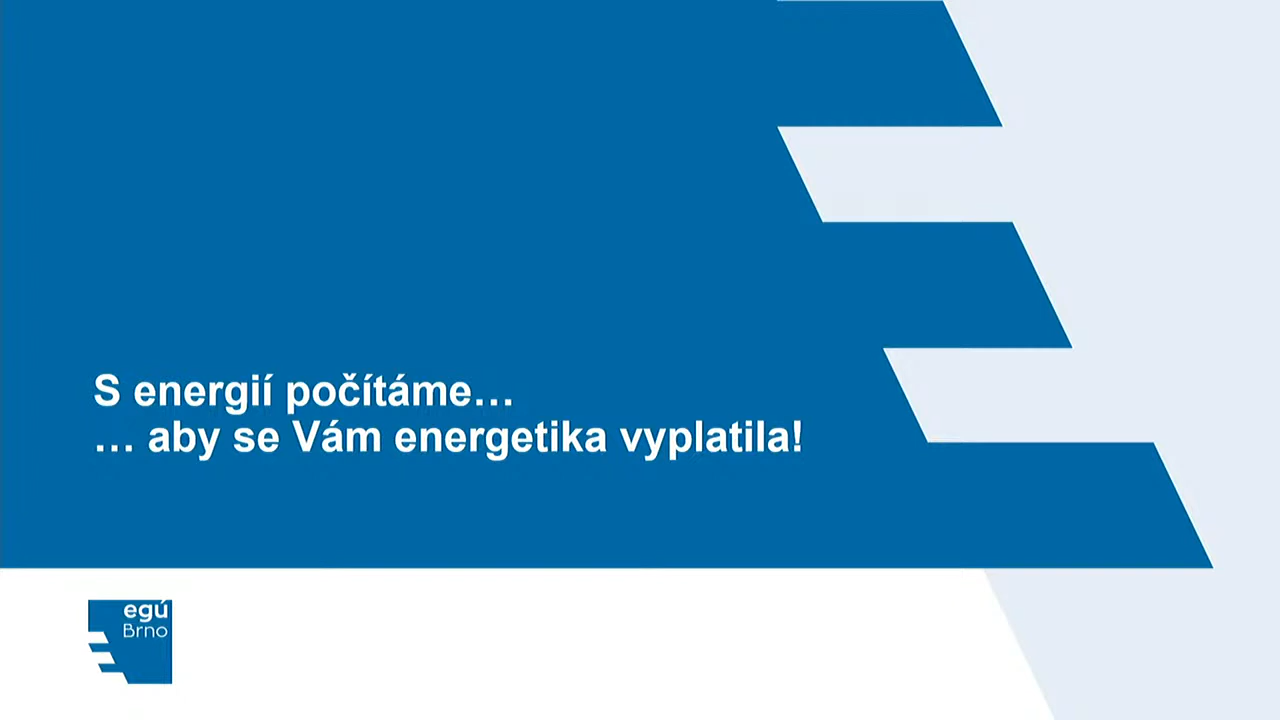 S energií počítáme…
… aby se Vám energetika vyplatila!
egú
Brno